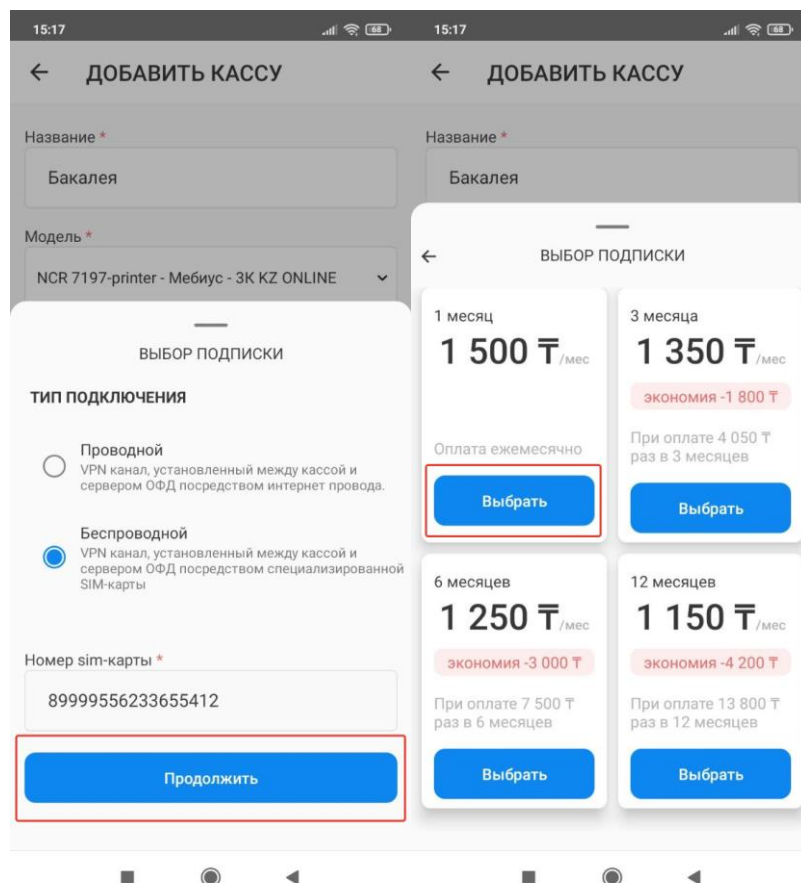 15:17
68
ДОБАВИТЬ КАССУ
Название *
Бакалея
Модель *
NCR 7197-printer - Мебиус - ЗК KZ ONLINE
ВЫБОР ПОДПИСКИ
ТИП ПОДКЛЮЧЕНИЯ
Проводной
VPN канал, установленный между кассой и
сервером ОФД посредством интернет провода.
Беспроводной
VPN канал, установленный между кассой и
сервером ОФД посредством специализированной
SIM-карты
Номер sim-карты *
89999556233655412
Продолжить
15:17
68
ДОБАВИТЬ КАССУ
Название *
Бакалея
ВЫБОР ПОДПИСКИ
1 месяц
1 500 ₸/мес
Оплата ежемесячно
Выбрать
3 месяца
1 350 ₸/мес
экономия -1 800 ₸
При оплате 4 050 ₸
раз в 3 месяцев
Выбрать
6 месяцев
1 250 ₸/мес
экономия -3 000 ₸
При оплате 7 500 ₸
раз в 6 месяцев
Выбрать
12 месяцев
1 150 ₸/мес
экономия -4 200 ₸
При оплате 13 800 ₸
раз в 12 месяцев
Выбрать